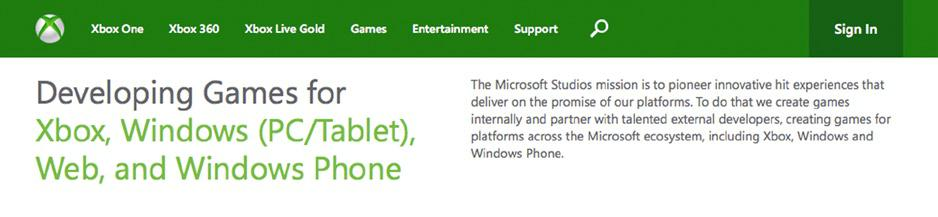 Xbox One Xbox 360 Xbox Live Gold Games Entertainment Support Sign In
Developing Games for
Xbox, Windows (PC/Tablet),
Web, and Windows Phone
The Microsoft Studios mission is to pioneer innovative hit experiences that
deliver on the promise of our platforms. To do that we create games
internally and partner with talented external developers, creating games for
platforms across the Microsoft ecosystem, including Xbox, Windows and
Windows Phone.